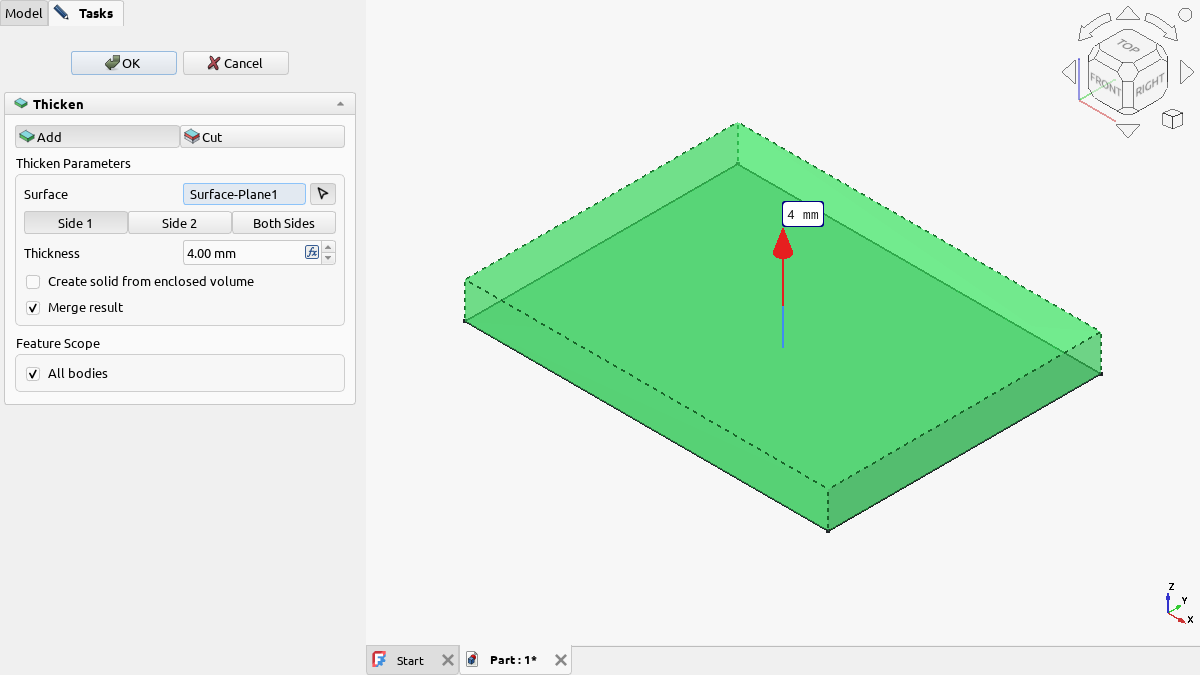 Model
Tasks
OK
Cancel
Thicken
Add
Cut
Thicken Parameters
Surface
Surface-Plane1
Side 1
Side 2
Both Sides
Thickness
4.00 mm
Create solid from enclosed volume
Merge result
Feature Scope
All bodies
4 mm
TOP
FRONT
RIGHT
Z
Y
X
Start
Part : 1*